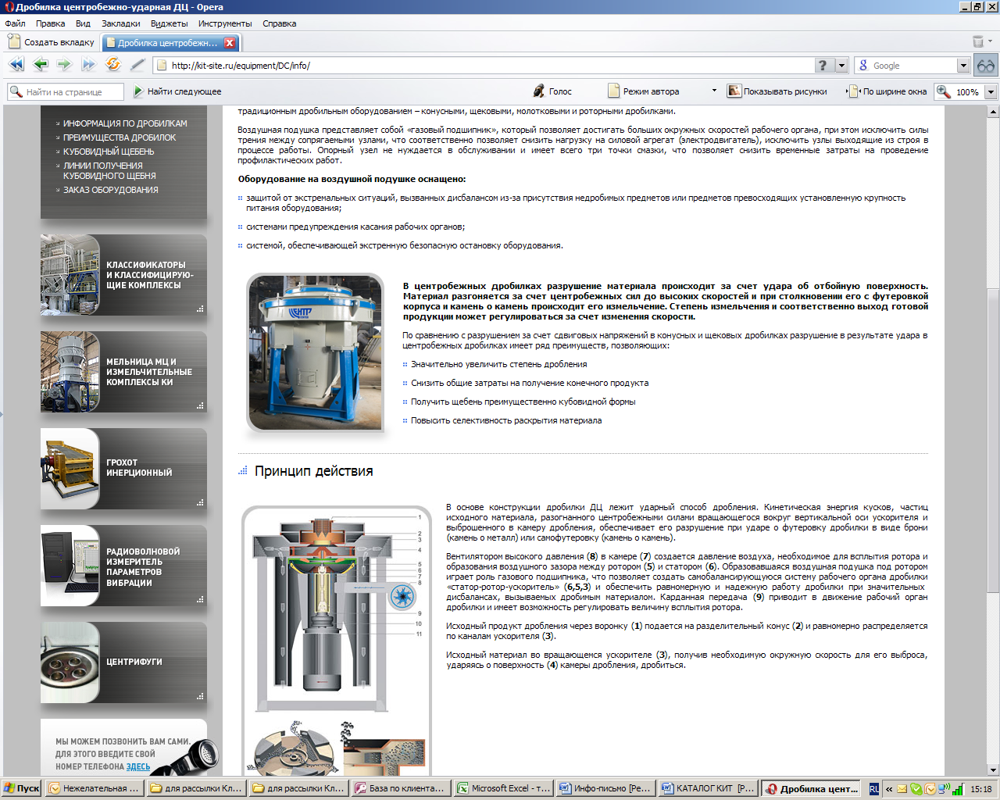 Дробилка центробежно-ударная ДЦ - Opera
Файл Правка Вид Закладки Виджеты Инструменты Справка
Создать вкладку Дробилка центробежн...
http://kit-site.ru/equipment/DC/info/ ? Google
Найти на странице Найти следующее Голос Режим автора Показывать рисунки По ширине окна 100%
ИНФОРМАЦИЯ ПО ДРОБИЛКАМ
ПРЕИМУЩЕСТВА ДРОБИЛОК
КУБОВИДНЫЙ ЩЕБЕНЬ
ЛИНИИ ПОЛУЧЕНИЯ
КУБОВИДНОГО ЩЕБНЯ
ЗАКАЗ ОБОРУДОВАНИЯ
КЛАССИФИКАТОРЫ
И КЛАССИФИЦИРУЮ-
ЩИЕ КОМПЛЕКСЫ
МЕЛЬНИЦА МЦ И
ИЗМЕЛЬЧИТЕЛЬНЫЕ
КОМПЛЕКСЫ КИ
ГРОХОТ
ИНЕРЦИОННЫЙ
РАДИОВОЛНОВОЙ
ИЗМЕРИТЕЛЬ
ПАРАМЕТРОВ
ВИБРАЦИИ
ЦЕНТРИФУГИ
МЫ МОЖЕМ ПОЗВОНИТЬ ВАМ САМИ.
ДЛЯ ЭТОГО ВВЕДИТЕ СВОЙ
НОМЕР ТЕЛЕФОНА ЗДЕСЬ
традиционным дробильным оборудованием – конусными, щековыми, молотковыми и роторными дробилками.
Воздушная подушка представляет собой «газовый подшипник», который позволяет достигать больших окружных скоростей рабочего органа, при этом исключить силы
трения между сопрягаемыми узлами, что соответственно позволяет снизить нагрузку на силовой агрегат (электродвигатель), исключить узлы выходящие из строя в
процессе работы. Опорный узел не нуждается в обслуживании и имеет всего три точки смазки, что позволяет снизить временные затраты на проведение
профилактических работ.
Оборудование на воздушной подушке оснащено:
защитой от экстремальных ситуаций, вызванных дисбалансом из-за присутствия недробимых предметов или предметов превосходящих установленную крупность
питания оборудования;
системами предупреждения касания рабочих органов;
системой, обеспечивающей экстренную безопасную остановку оборудования.
ЦЕНТР
В центробежных дробилках разрушение материала происходит за счет удара об отбойную поверхность.
Материал разгоняется за счет центробежных сил до высоких скоростей и при столкновении его с футеровкой
корпуса и камень о камень происходит его измельчение. Степень измельчения и соответственно выход готовой
продукции может регулироваться за счет изменения скорости.
По сравнению с разрушением за счет сдвиговых напряжений в конусных и щековых дробилках разрушение в результате удара в
центробежных дробилках имеет ряд преимуществ, позволяющих:
Значительно увеличить степень дробления
Снизить общие затраты на получение конечного продукта
Получить щебень преимущественно кубовидной формы
Повысить селективность раскрытия материала
Принцип действия
1
2
3
4
5
6
7
8
9
10
11
В основе конструкции дробилки ДЦ лежит ударный способ дробления. Кинетическая энергия кусков, частиц
исходного материала, разогнанного центробежными силами вращающегося вокруг вертикальной оси ускорителя и
выброшенного в камеру дробления, обеспечивает его разрушение при ударе о футеровку дробилки в виде брони
(камень о металл) или самофутеровку (камень о камень).
Вентилятором высокого давления (8) в камере (7) создается давление воздуха, необходимое для всплытия ротора и
образования воздушного зазора между ротором (5) и статором (6). Образовавшаяся воздушная подушка под ротором
играет роль газового подшипника, что позволяет создать самобалансирующуюся систему рабочего органа дробилки
«статор-ротор-ускоритель» (6,5,3) и обеспечить равномерную и надежную работу дробилки при значительных
дисбалансах, вызываемых дробимым материалом. Карданная передача (9) приводит в движение рабочий орган
дробилки и имеет возможность регулировать величину всплытия ротора.
Исходный продукт дробления через воронку (1) подается на разделительный конус (2) и равномерно распределяется
по каналам ускорителя (3).
Исходный материал во вращающемся ускорителе (3), получив необходимую окружную скорость для его выброса,
ударяясь о поверхность (4) камеры дробления, дробиться.
Пуск Нежелательная ... для рассылки Кл... для рассылки Кл... База по клиента... Microsoft Excel - т... Инфо-письмо [Ре... КАТАЛОГ КИТ [Р... Дробилка цент... RU « 15:18